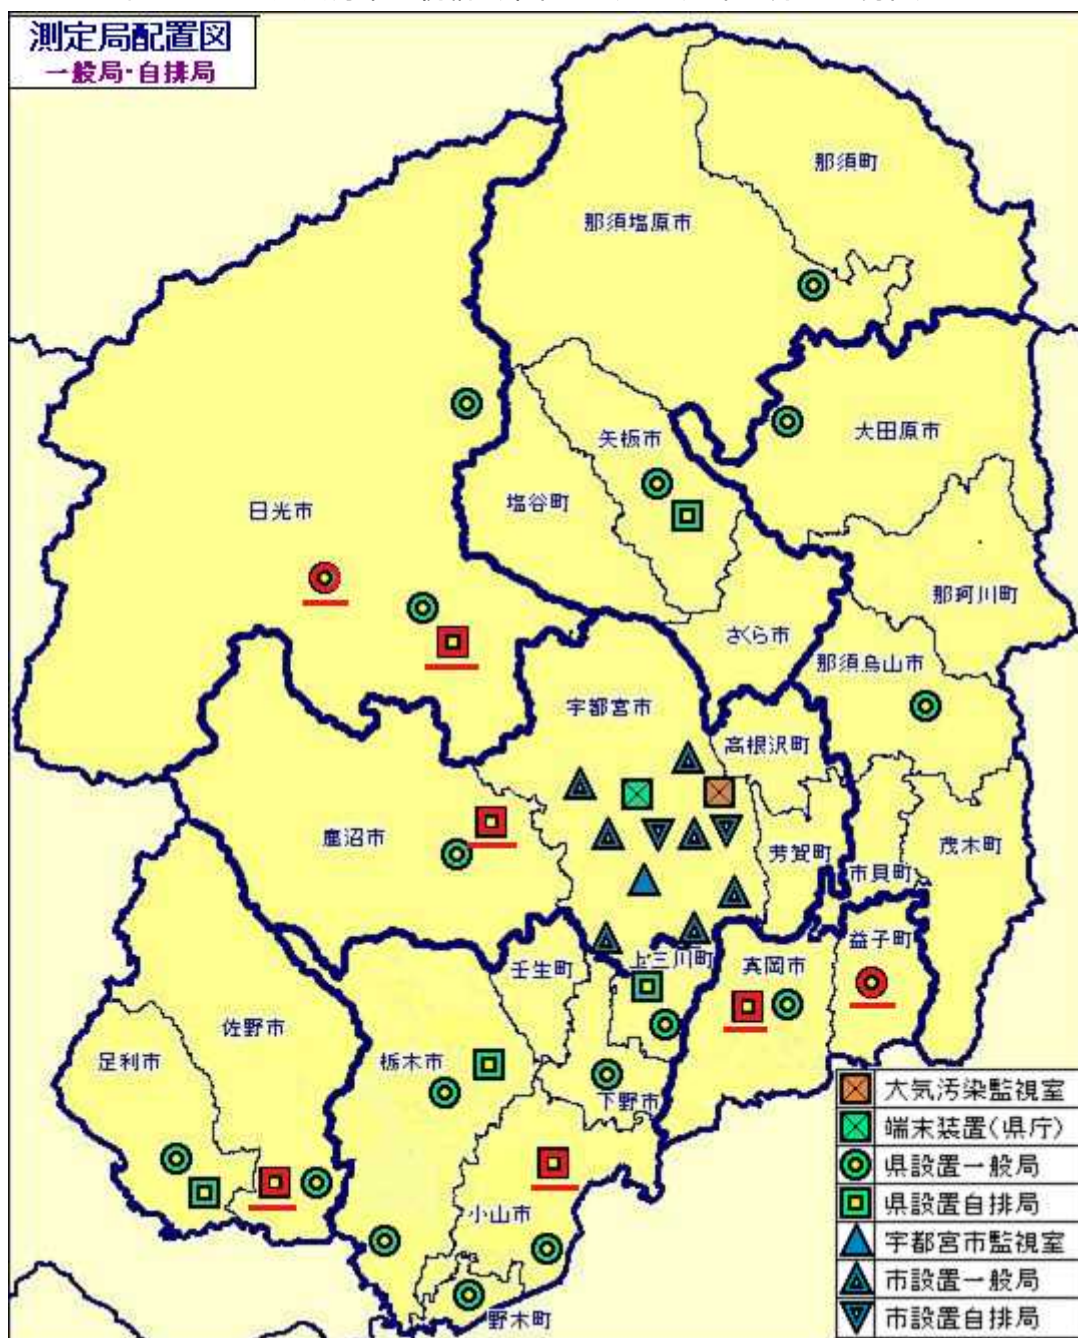 測定局配置図
一般局・自排局
那須町
那須塩原市
矢板市
大田原市
塩谷町
日光市
那珂川町
さくら市
那須烏山市
宇都宮市
高根沢町
鹿沼市
芳賀町
市貝町
茂木町
益子町
上三川町
真岡市
壬生町
佐野市
足利市
栃木市
下野市
小山市
野木町
大気汚染監視室
端末装置(県庁)
県設置一般局
県設置自排局
宇都宮市監視室
市設置一般局
市設置自排局